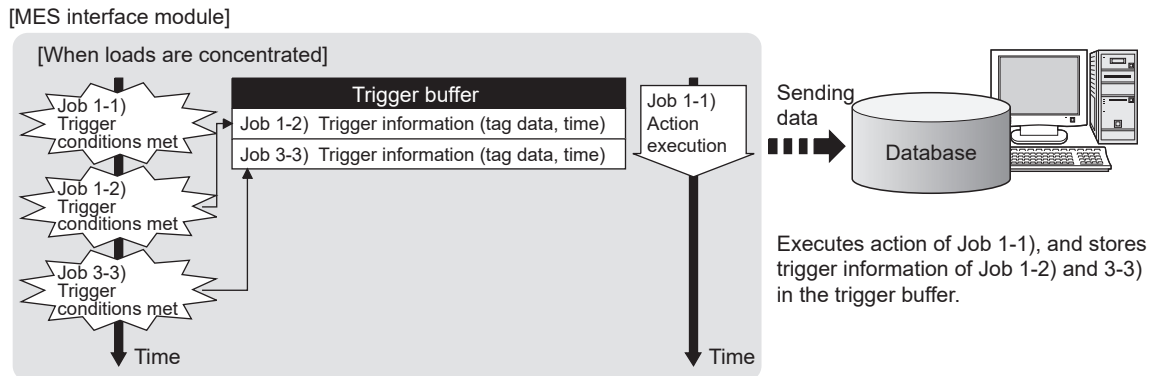 [MES interface module]
[When loads are concentrated]
Job 1-1)
Trigger
conditions met
Job 1-2)
Trigger
conditions met
Job 3-3)
Trigger
conditions met
Time
Trigger buffer
Job 1-2) Trigger information (tag data, time)
Job 3-3) Trigger information (tag data, time)
Job 1-1)
Action
execution
Time
Sending
data
Database
Executes action of Job 1-1), and stores
trigger information of Job 1-2) and 3-3)
in the trigger buffer.